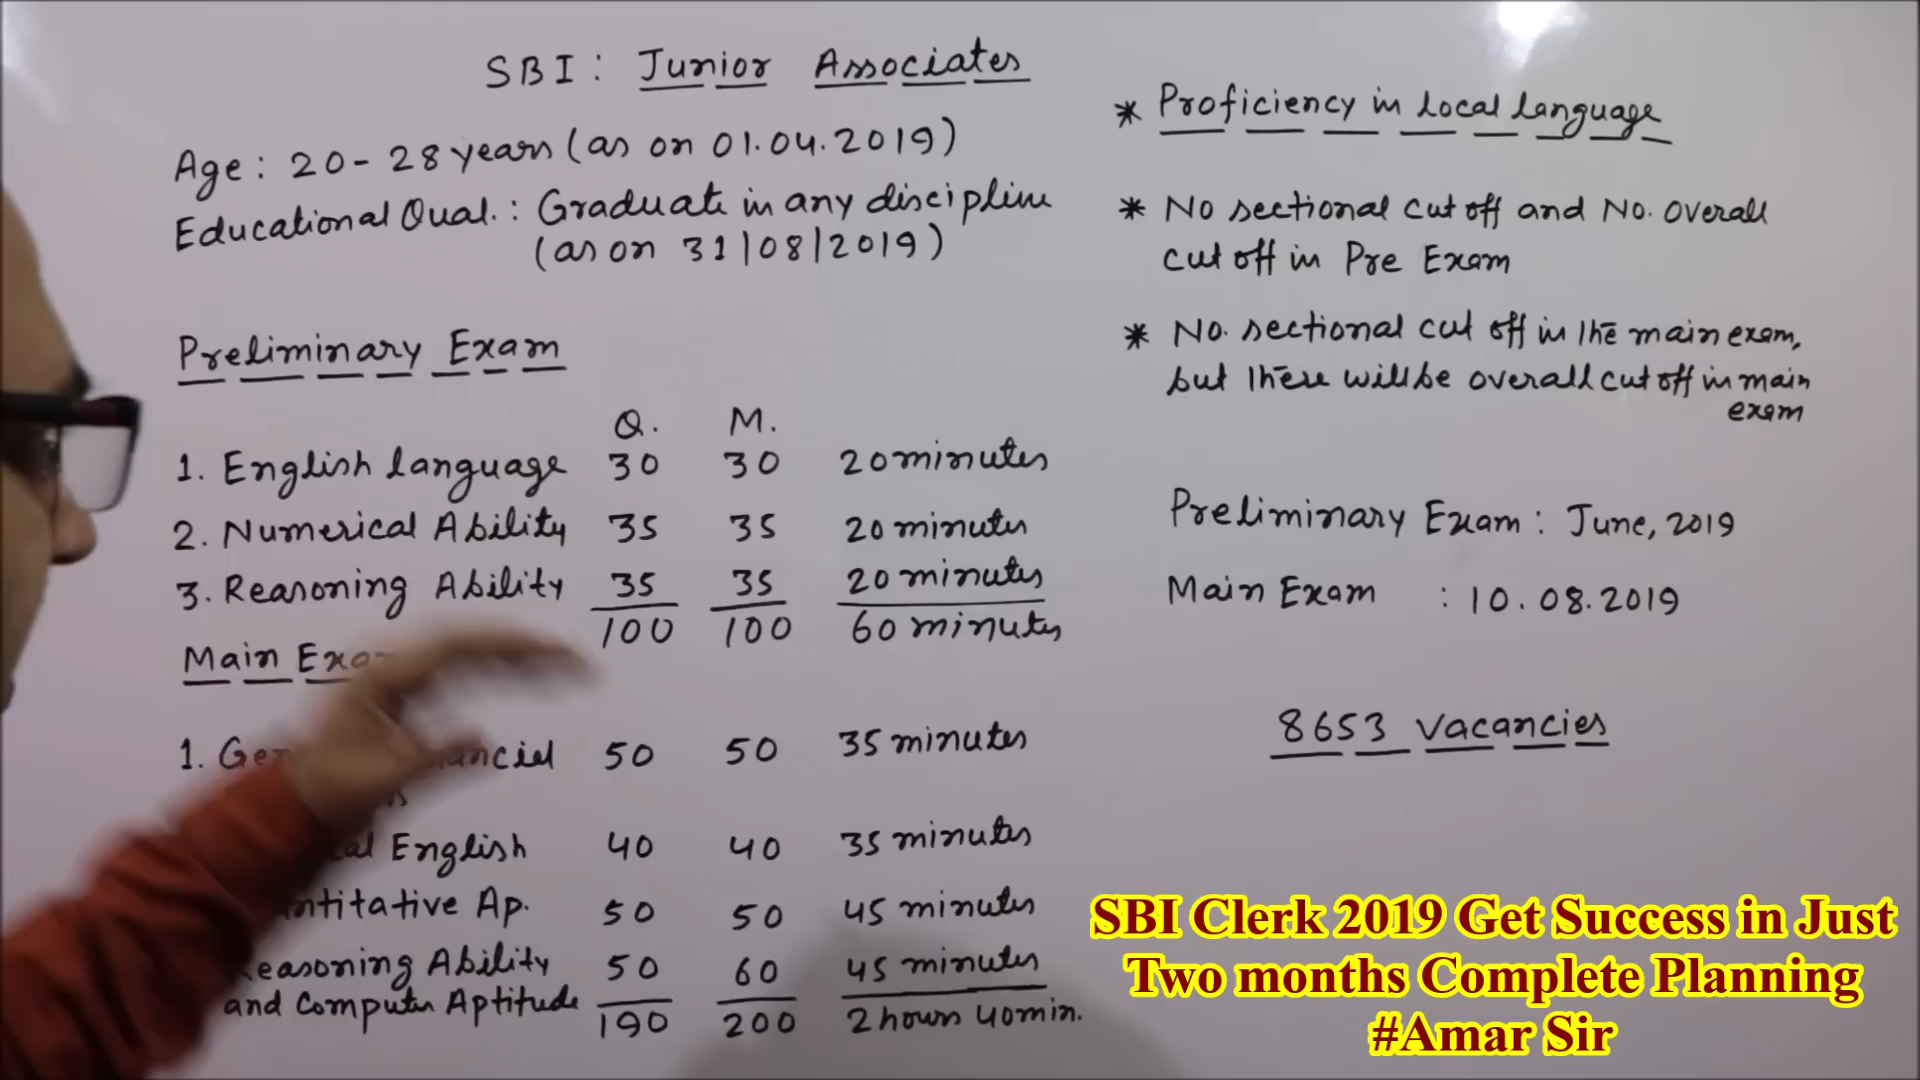 SBI: Junior Associates
Age: 20-28 years (as on 01.04.2019)
Educational Qual.: Graduate in any discipline
(as on 31/08/2019)
Preliminary Exam
Q. M.
1. English language 30 30 20 minutes
2. Numerical Ability 35 35 20 minutes
3. Reasoning Ability 35 35 20 minutes
100 100 60 minutes
Main
1. 50 50 35 minutes
English 40 40 35 minutes
Ap. 50 50 45 minutes
Reasoning Ability 50 60 45 minutes
and Computer Aptitude
190 200 2 hours 40 min.
* Proficiency in local language
* No sectional cut off and No. overall
cut off in Pre Exam
* No. sectional cut off in the main exam,
but there will be overall cut off in main
exam
Preliminary Exam: June, 2019
Main Exam : 10.08.2019
8653 vacancies
SBI Clerk 2019 Get Success in Just
Two months Complete Planning
#Amar Sir